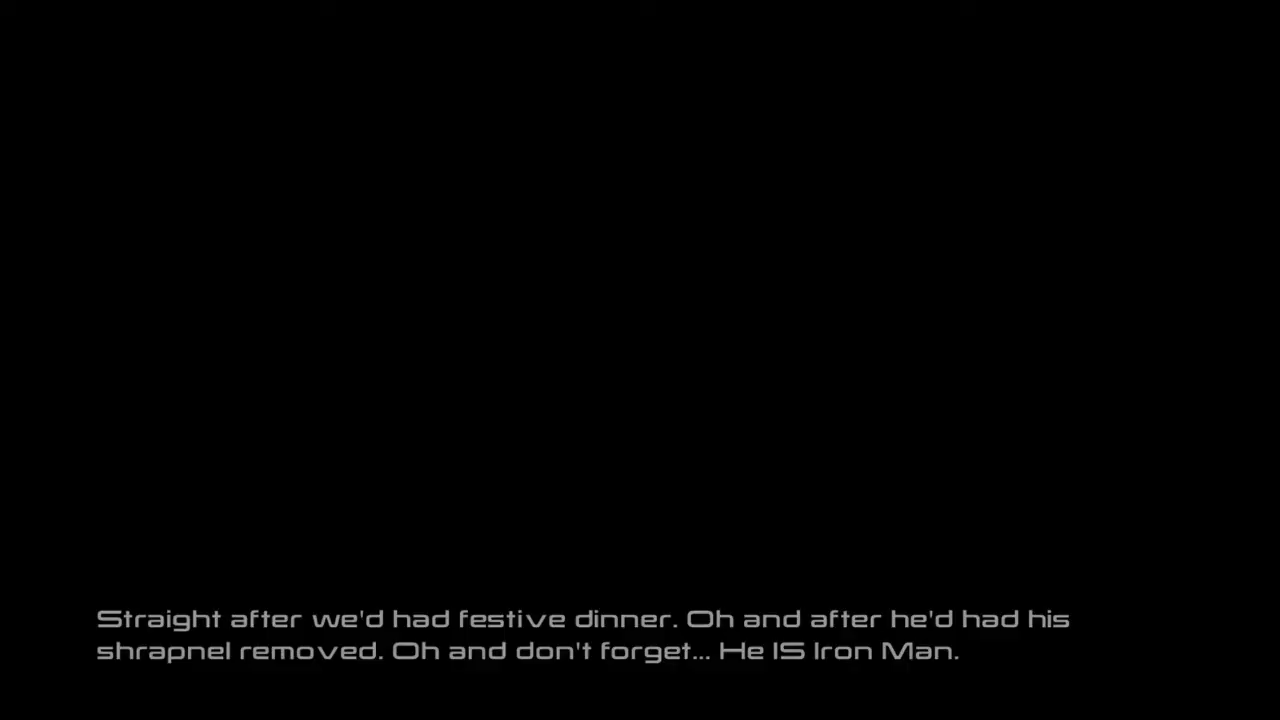 Straight after we'd had festive dinner. Oh and after he'd had his
shrapnel removed. Oh and don't forget... He IS Iron Man.